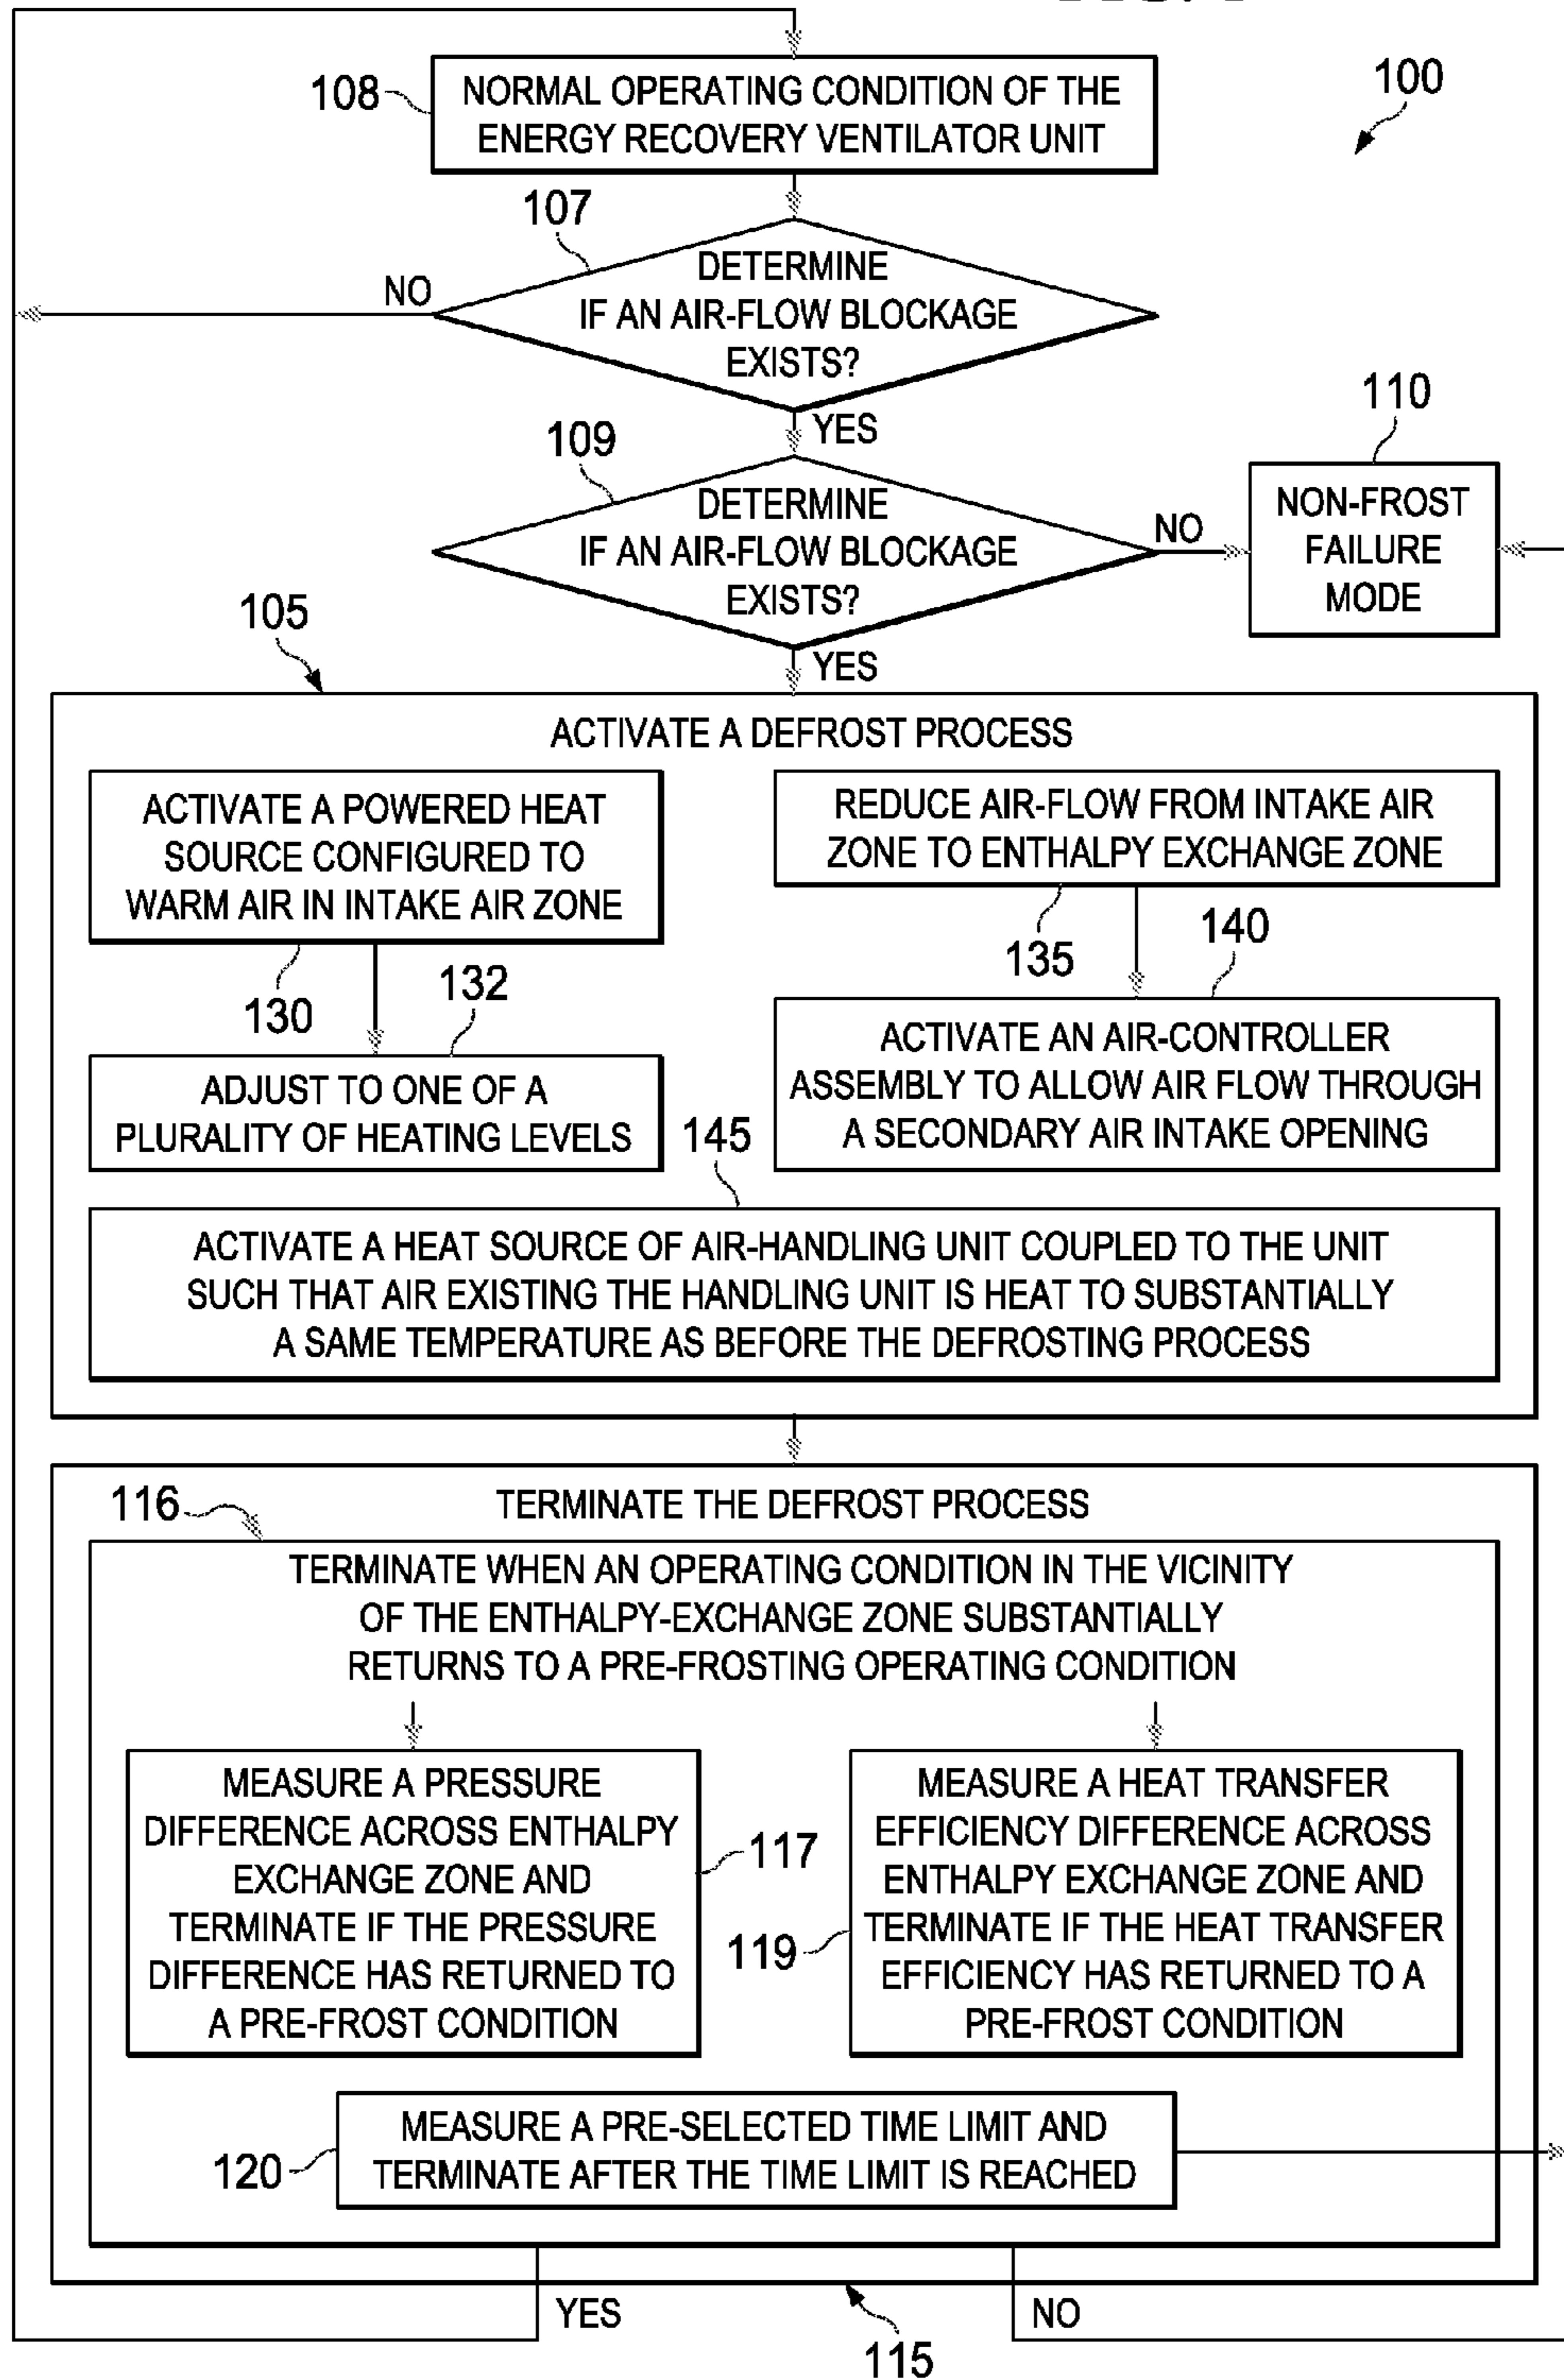 100
108
NORMAL OPERATING CONDITION OF THE
ENERGY RECOVERY VENTILATOR UNIT
107
DETERMINE
IF AN AIR-FLOW BLOCKAGE
EXISTS?
NO
YES
109
DETERMINE
IF AN AIR-FLOW BLOCKAGE
EXISTS?
NO
110
NON-FROST
FAILURE
MODE
YES
105
ACTIVATE A DEFROST PROCESS
ACTIVATE A POWERED HEAT
SOURCE CONFIGURED TO
WARM AIR IN INTAKE AIR ZONE
130
132
ADJUST TO ONE OF A
PLURALITY OF HEATING LEVELS
REDUCE AIR-FLOW FROM INTAKE AIR
ZONE TO ENTHALPY EXCHANGE ZONE
135
140
ACTIVATE AN AIR-CONTROLLER
ASSEMBLY TO ALLOW AIR FLOW THROUGH
A SECONDARY AIR INTAKE OPENING
145
ACTIVATE A HEAT SOURCE OF AIR-HANDLING UNIT COUPLED TO THE UNIT
SUCH THAT AIR EXISTING THE HANDLING UNIT IS HEAT TO SUBSTANTIALLY
A SAME TEMPERATURE AS BEFORE THE DEFROSTING PROCESS
TERMINATE THE DEFROST PROCESS
116
TERMINATE WHEN AN OPERATING CONDITION IN THE VICINITY
OF THE ENTHALPY-EXCHANGE ZONE SUBSTANTIALLY
RETURNS TO A PRE-FROSTING OPERATING CONDITION
MEASURE A PRESSURE
DIFFERENCE ACROSS ENTHALPY
EXCHANGE ZONE AND
TERMINATE IF THE PRESSURE
DIFFERENCE HAS RETURNED TO
A PRE-FROST CONDITION
117
119
MEASURE A HEAT TRANSFER
EFFICIENCY DIFFERENCE ACROSS
ENTHALPY EXCHANGE ZONE AND
TERMINATE IF THE HEAT TRANSFER
EFFICIENCY HAS RETURNED TO A
PRE-FROST CONDITION
120
MEASURE A PRE-SELECTED TIME LIMIT AND
TERMINATE AFTER THE TIME LIMIT IS REACHED
YES
NO
115